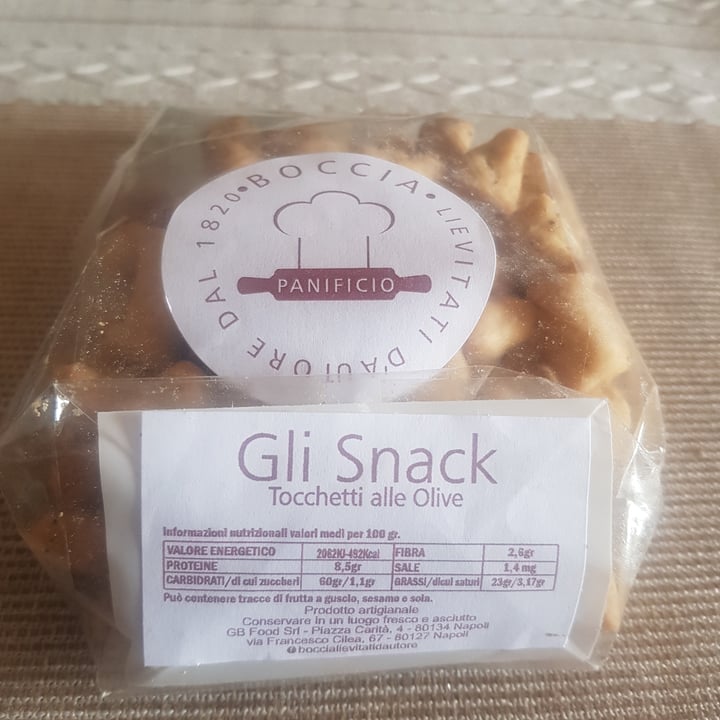 BOCCIA • LIEVITATI D'AUTORE DAL 1820 •
PANIFICIO
Gli Snack
Tocchetti alle Olive
Informazioni nutrizionali valori medi per 100 gr.
VALORE ENERGETICO 2062KJ-492Kcal FIBRA 2,6gr
PROTEINE 8,5gr SALE 1,4 mg
CARBIDRATI/di cui zuccheri 60gr/1,1gr GRASSI/dicui saturi 23gr/3,17gr
Può contenere tracce di frutta a guscio, sesamo e soia.
Prodotto artigianale
Conservare in un luogo fresco e asciutto
GB Food Srl - Piazza Carità, 4 - 80134 Napoli
via Francesco Cilea, 67 - 80127 Napoli
boccialievitatidautore